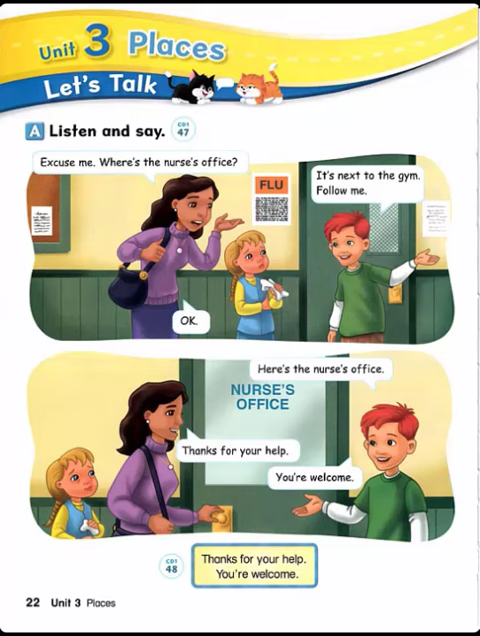 Unit 3 Places
Let's Talk
A Listen and say. CD1
47
Excuse me. Where's the nurse's office?
It's next to the gym.
Follow me.
FLU
OK.
Here's the nurse's office.
NURSE'S
OFFICE
Thanks for your help.
You're welcome.
CD1
48
Thanks for your help.
You're welcome.
22 Unit 3 Places